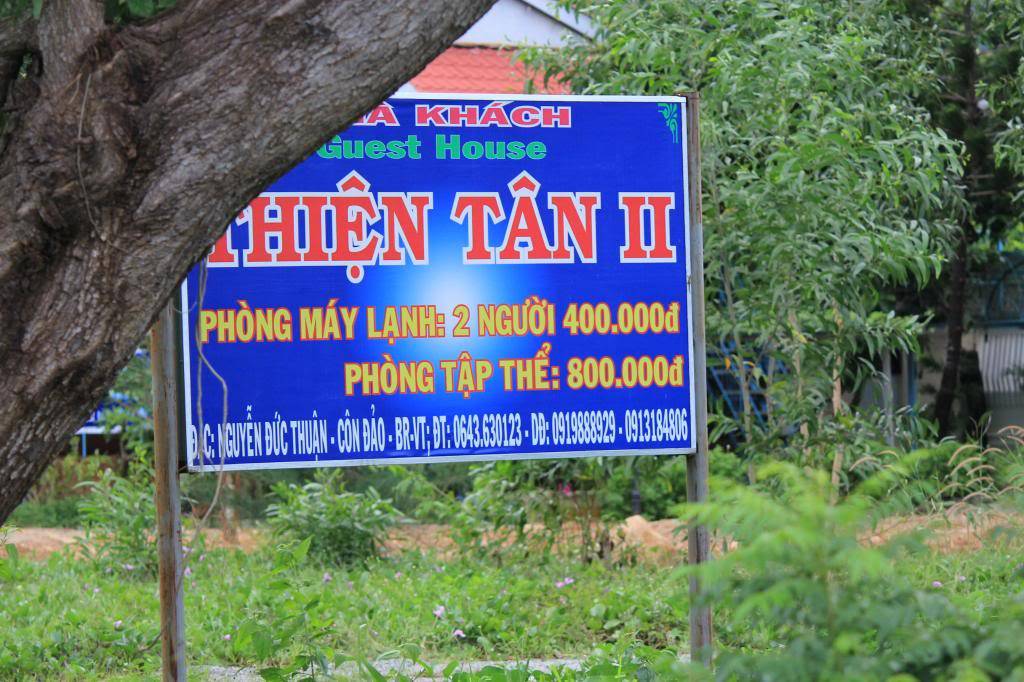 KHÁCH
Guest House
THIỆN TÂN II
PHÒNG MÁY LẠNH: 2 NGƯỜI 400.000đ
PHÒNG TẬP THỂ: 800.000đ
Đ/C: NGUYỄN ĐỨC THUẬN - CÔN ĐẢO - BR-VT; ĐT: 0643.630123 - DĐ: 0919888929 - 0913184806